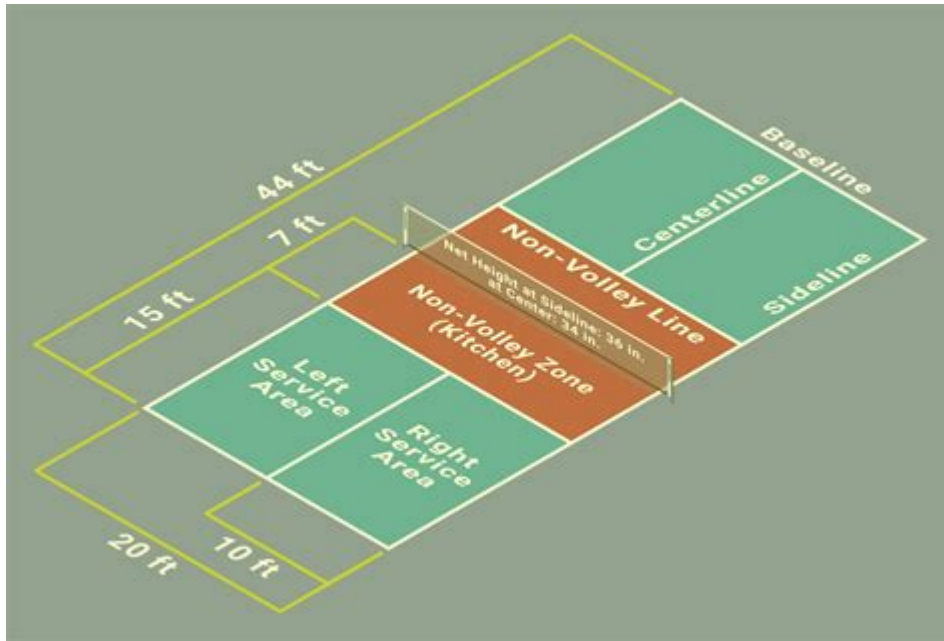 44 ft
7 ft
15 ft
20 ft
10 ft
Baseline
Centerline
Sideline
Non-Volley Line
Net Height at Sideline: 36 in.
at Center: 34 in.
Non-Volley Zone
(Kitchen)
Left
Service
Area
Right
Service
Area